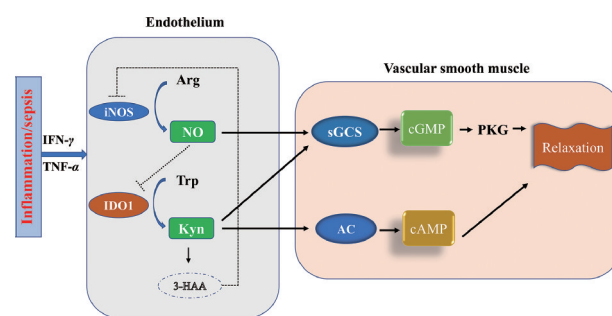 Endothelium
Vascular smooth muscle
Inflammation/sepsis
IFN-γ
TNF-α
Arg
iNOS
NO
Trp
IDO1
Kyn
3-HAA
sGCS
cGMP
PKG
Relaxation
AC
cAMP